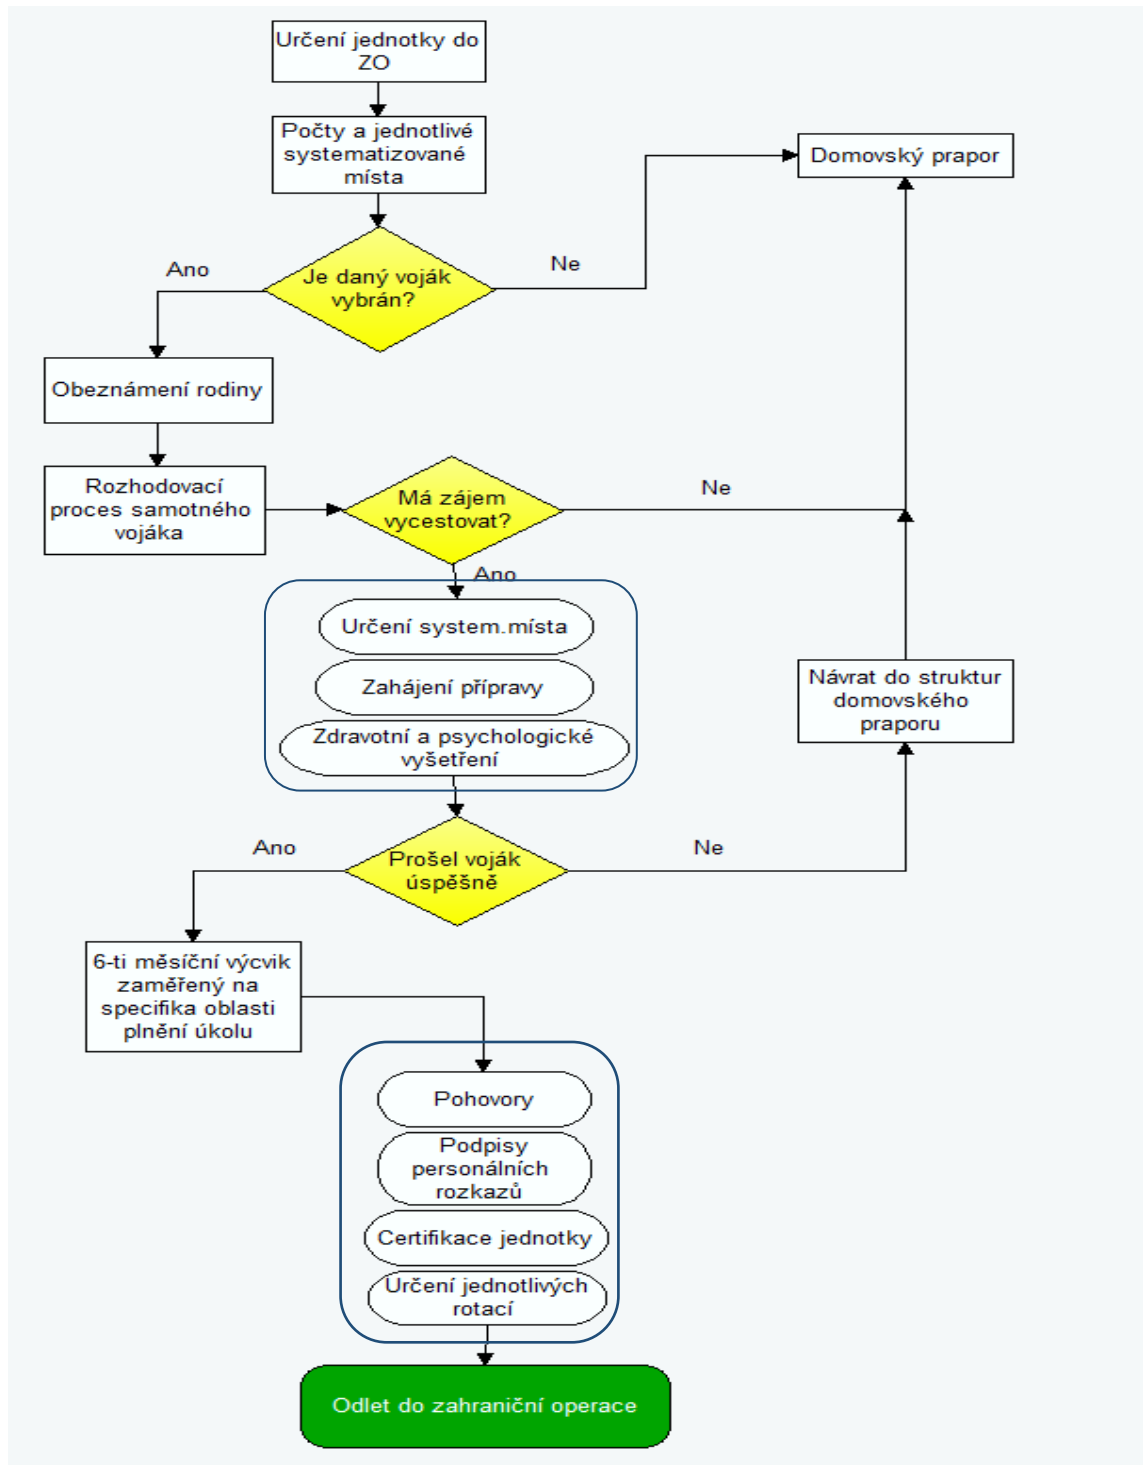 Určení jednotky do
ZO
Počty a jednotlivé
systematizované
místa
Domovský prapor
Je daný voják
vybrán?
Ano
Ne
Obeznámení rodiny
Rozhodovací
proces samotného
vojáka
Má zájem
vycestovat?
Ne
Ano
Určení system.místa
Zahájení přípravy
Zdravotní a psychologické
vyšetření
Návrat do struktur
domovského
praporu
Prošel voják
úspěšně
Ano
Ne
6-ti měsíční výcvik
zaměřený na
specifika oblasti
plnění úkolu
Pohovory
Podpisy
personálních
rozkazů
Certifikace jednotky
Určení jednotlivých
rotací
Odlet do zahraniční operace